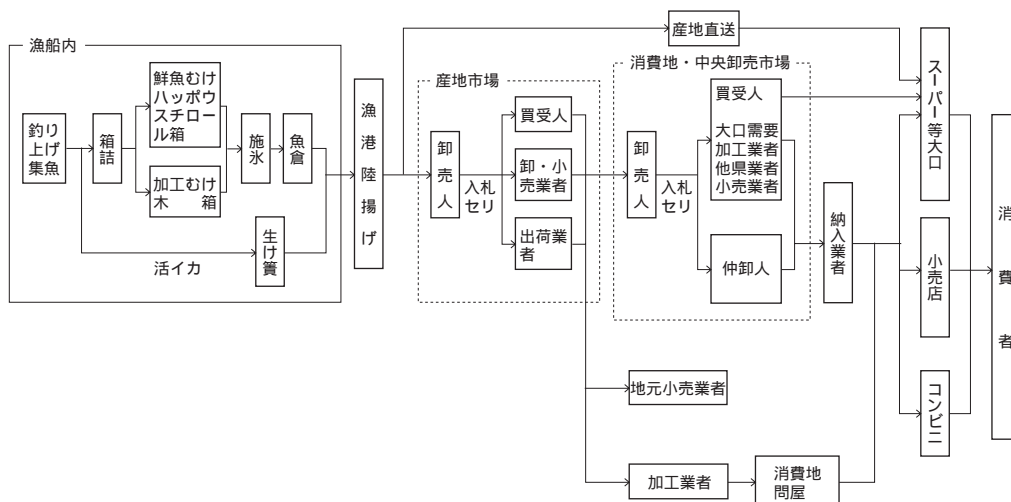 漁船内
釣り
上げ
集魚
箱詰
鮮魚むけ
ハッポウ
スチロー
ル箱
加工むけ
木 箱
施氷
魚倉
生け簀
活イカ
漁港陸揚げ
産地直送
産地市場
卸売人
入札
セリ
買受人
卸・小
売業者
出荷業
者
消費地・中央卸売市場
卸売人
入札
セリ
買受人
大口需要
加工業者
他県業者
小売業者
仲卸人
納入業者
地元小売業者
加工業者
消費地
問屋
スーパー等大口
小売店
コンビニ
消費者